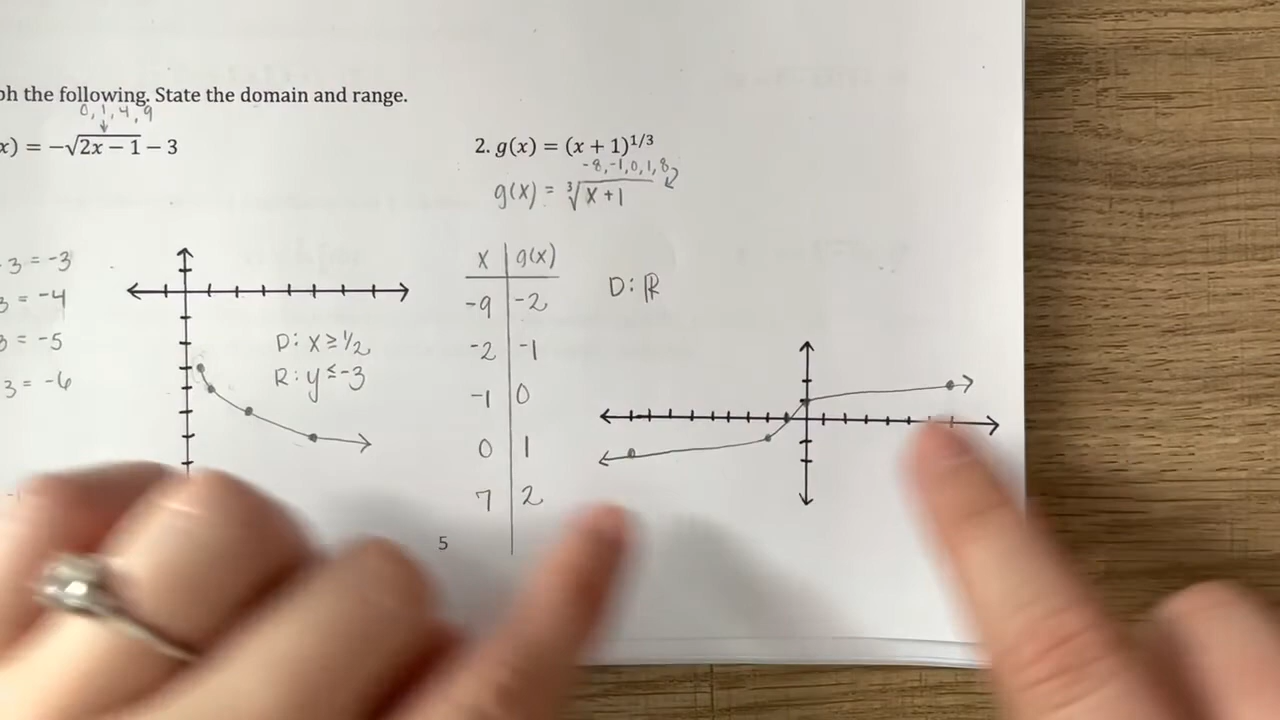 ph the following. State the domain and range.
0, 1, 4, 9
x) = −√2x − 1 − 3
3 = -3
3 = -4
3 = -5
3 = -6
D: x ≥ 1/2
R: y ≤ -3
2. g(x) = (x + 1)^1/3
-8, -1, 0, 1, 8
g(x) = ∛x + 1
x g(x)
-9 -2
-2 -1
-1 0
0 1
7 2
D: ℝ
5